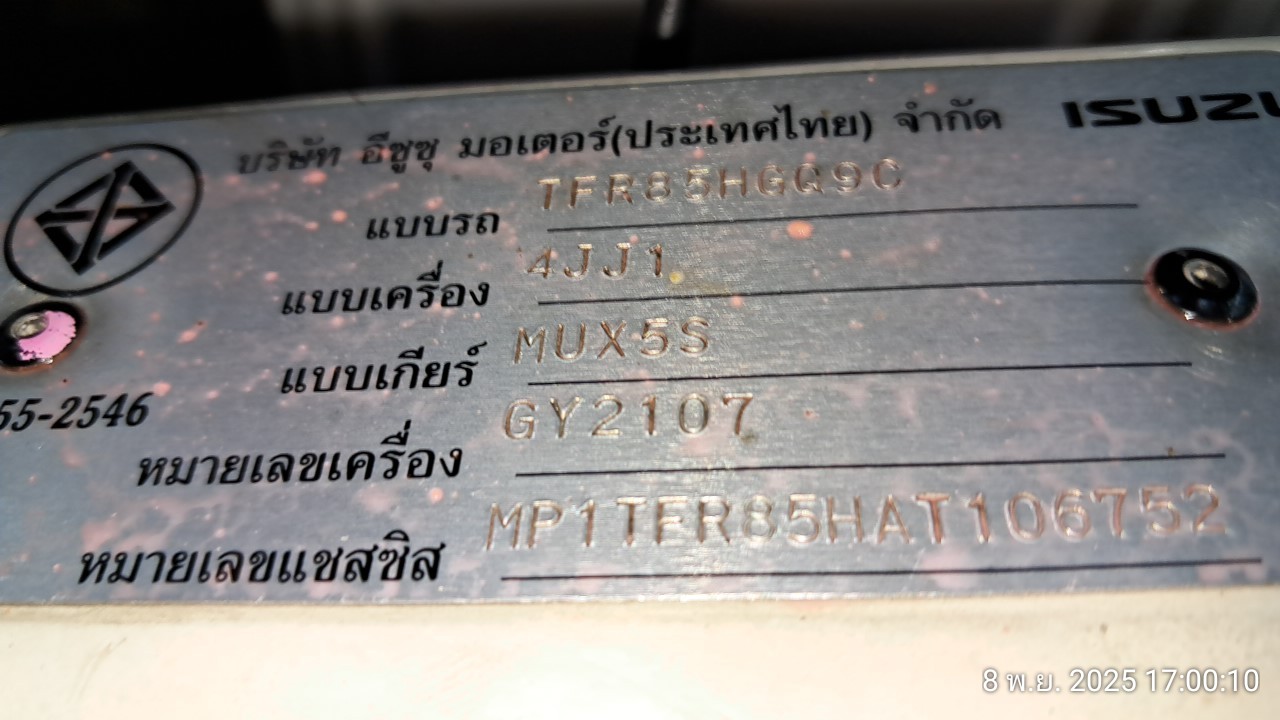 ISUZU
บริษัท อีซูซุ มอเตอร์(ประเทศไทย) จำกัด
แบบรถ TFR85HGQ9C
แบบเครื่อง 4JJ1
แบบเกียร์ MUX5S
55-2546
หมายเลขเครื่อง GY2107
หมายเลขแชสซิส MP1TFR85HAT106752
8 พ.ย. 2025 17:00:10